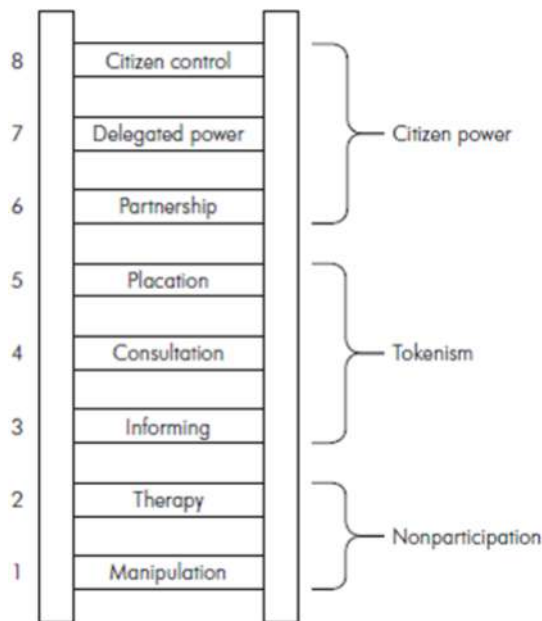 8 Citizen control
7 Delegated power
Citizen power
6 Partnership
5 Placation
4 Consultation
Tokenism
3 Informing
2 Therapy
Nonparticipation
1 Manipulation